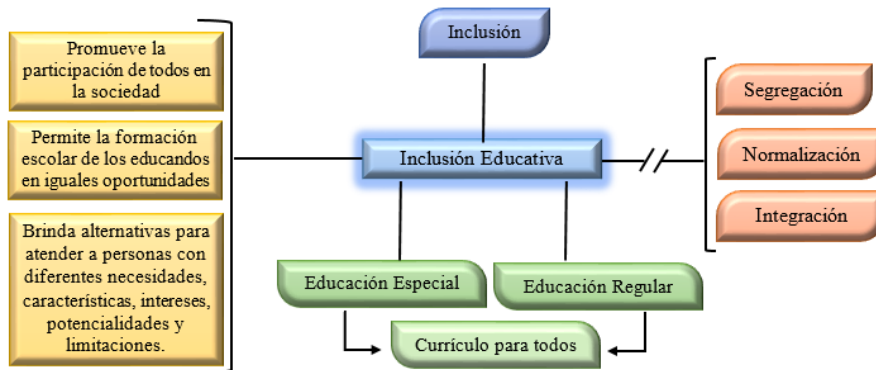 Promueve la
participación de todos en
la sociedad
Permite la formación
escolar de los educandos
en iguales oportunidades
Brinda alternativas para
atender a personas con
diferentes necesidades,
características, intereses,
potencialidades y
limitaciones.
Inclusión
Inclusión Educativa
Educación Especial
Educación Regular
Currículo para todos
Segregación
Normalización
Integración